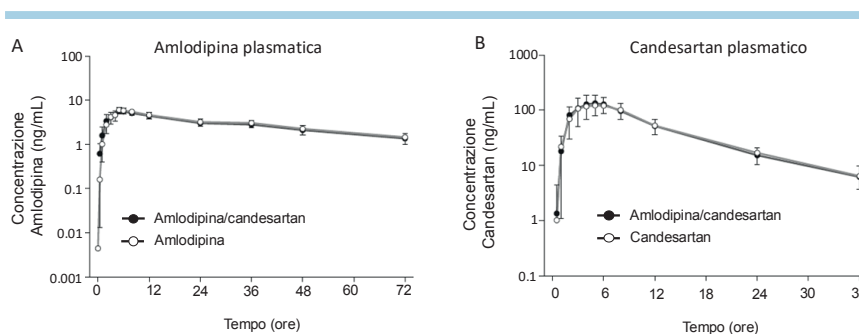 A
Amlodipina plasmatica
Concentrazione
Amlodipina (ng/mL)
100
10
1
0.1
0.01
0.001
Amlodipina/candesartan
Amlodipina
0
12
24
36
48
60
72
Tempo (ore)
B
Candesartan plasmatico
Concentrazione
Candesartan (ng/mL)
1000
100
10
1
0.1
Amlodipina/candesartan
Candesartan
0
6
12
18
24
30
Tempo (ore)